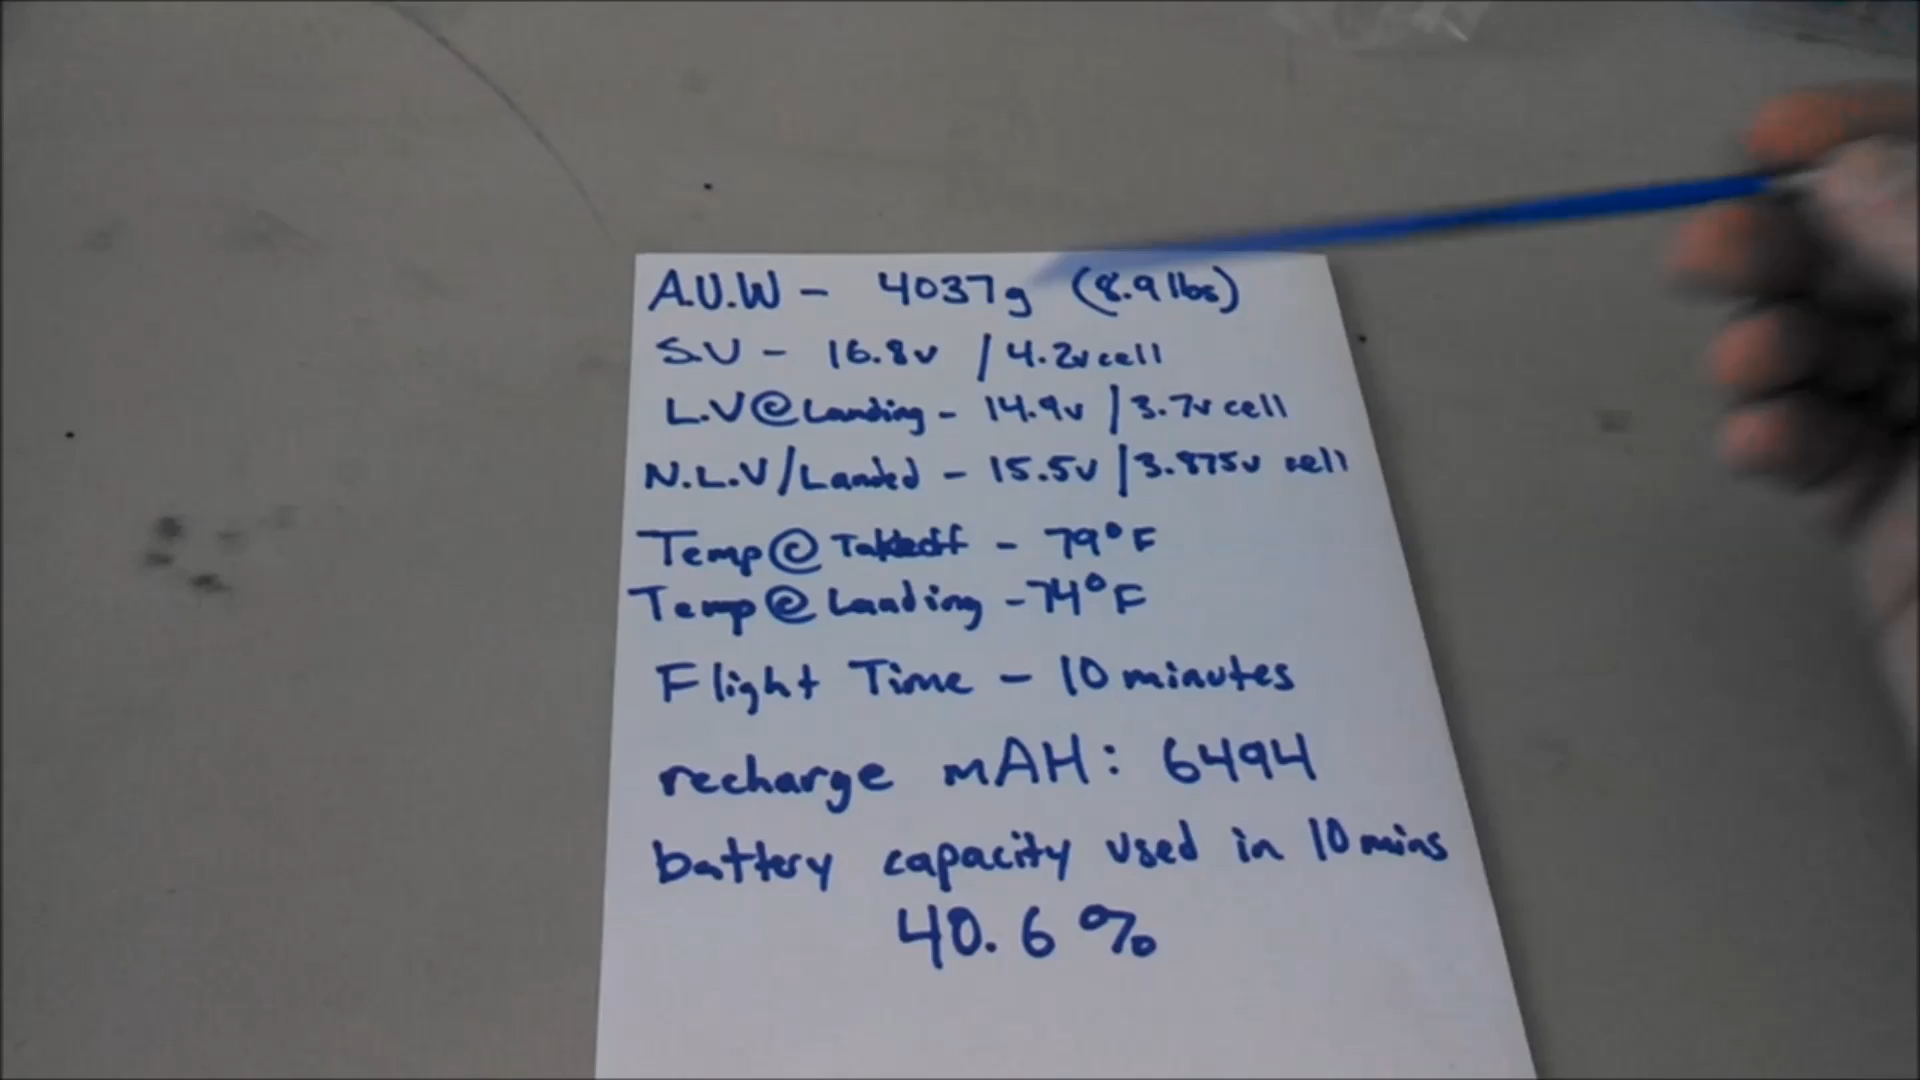 A.U.W - 4037g (8.9 lbs)
S.V - 16.8v / 4.2v cell
L.V @ Landing - 14.9v / 3.7v cell
N.L.V / Landed - 15.5v / 3.875v cell
Temp @ Takeoff - 79°F
Temp @ Landing - 74°F
Flight Time - 10 minutes
recharge mAH: 6494
battery capacity used in 10 mins
40.6 %